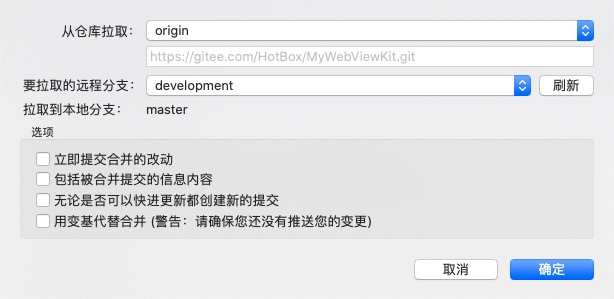 从仓库拉取： origin
https://gitee.com/HotBox/MyWebViewKit.git
要拉取的远程分支： development 刷新
拉取到本地分支： master
选项
立即提交合并的改动
包括被合并提交的信息内容
无论是否可以快进更新都创建新的提交
用变基代替合并 (警告：请确保您还没有推送您的变更)
取消 确定